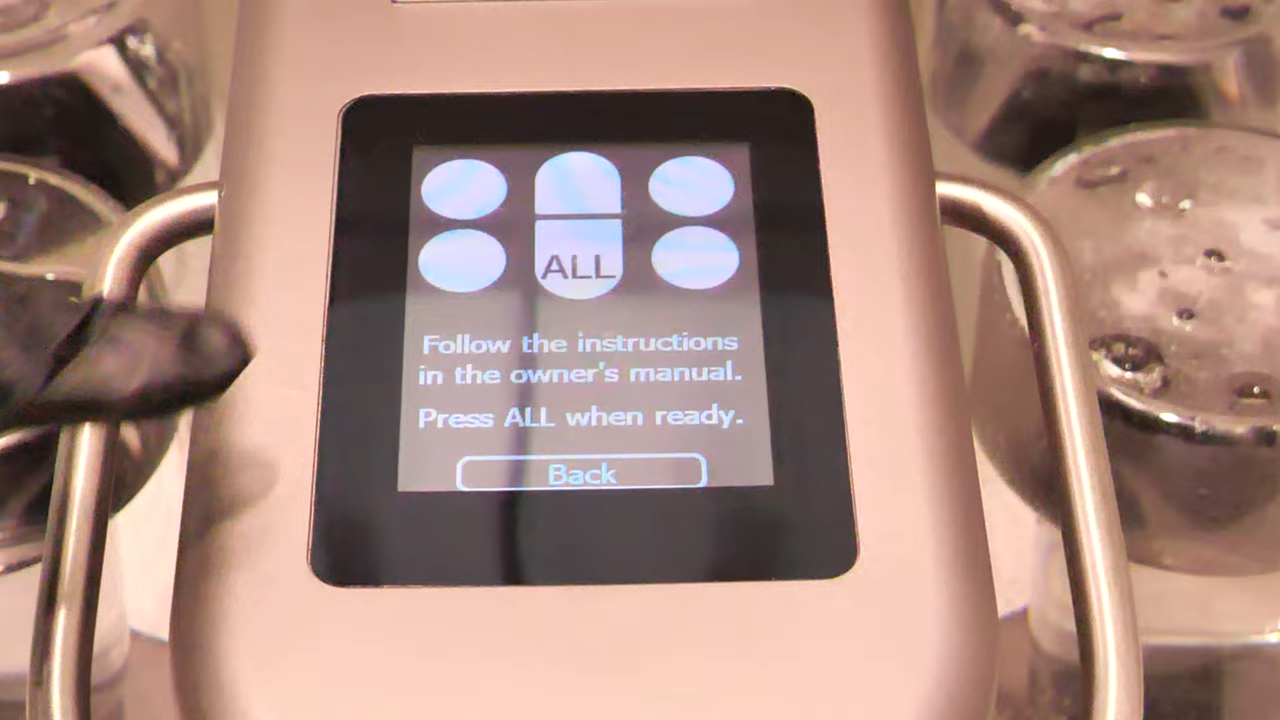 ALL
Follow the instructions
in the owner's manual.
Press ALL when ready.
Back